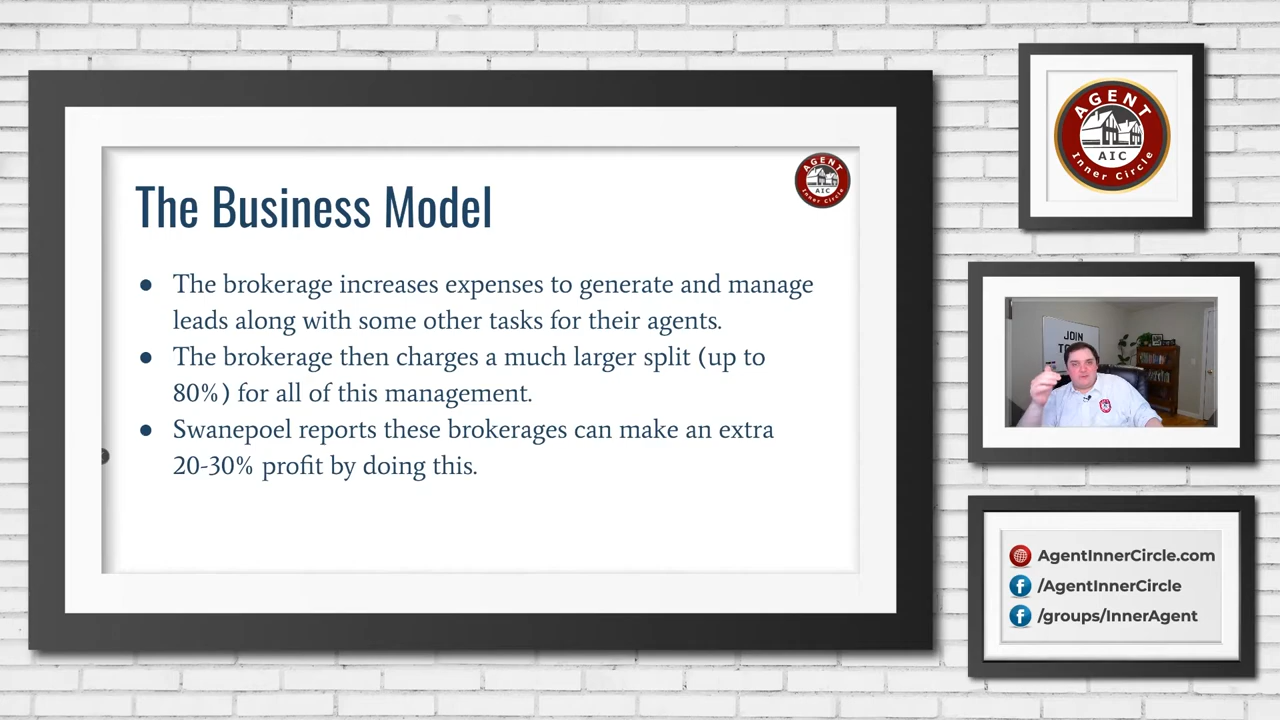 The Business Model
● The brokerage increases expenses to generate and manage
leads along with some other tasks for their agents.
● The brokerage then charges a much larger split (up to
80%) for all of this management.
● Swanepoel reports these brokerages can make an extra
20-30% profit by doing this.
AGENT
AIC
Inner Circle
AGENT
AIC
Inner Circle
JOIN
AgentInnerCircle.com
/AgentInnerCircle
/groups/InnerAgent